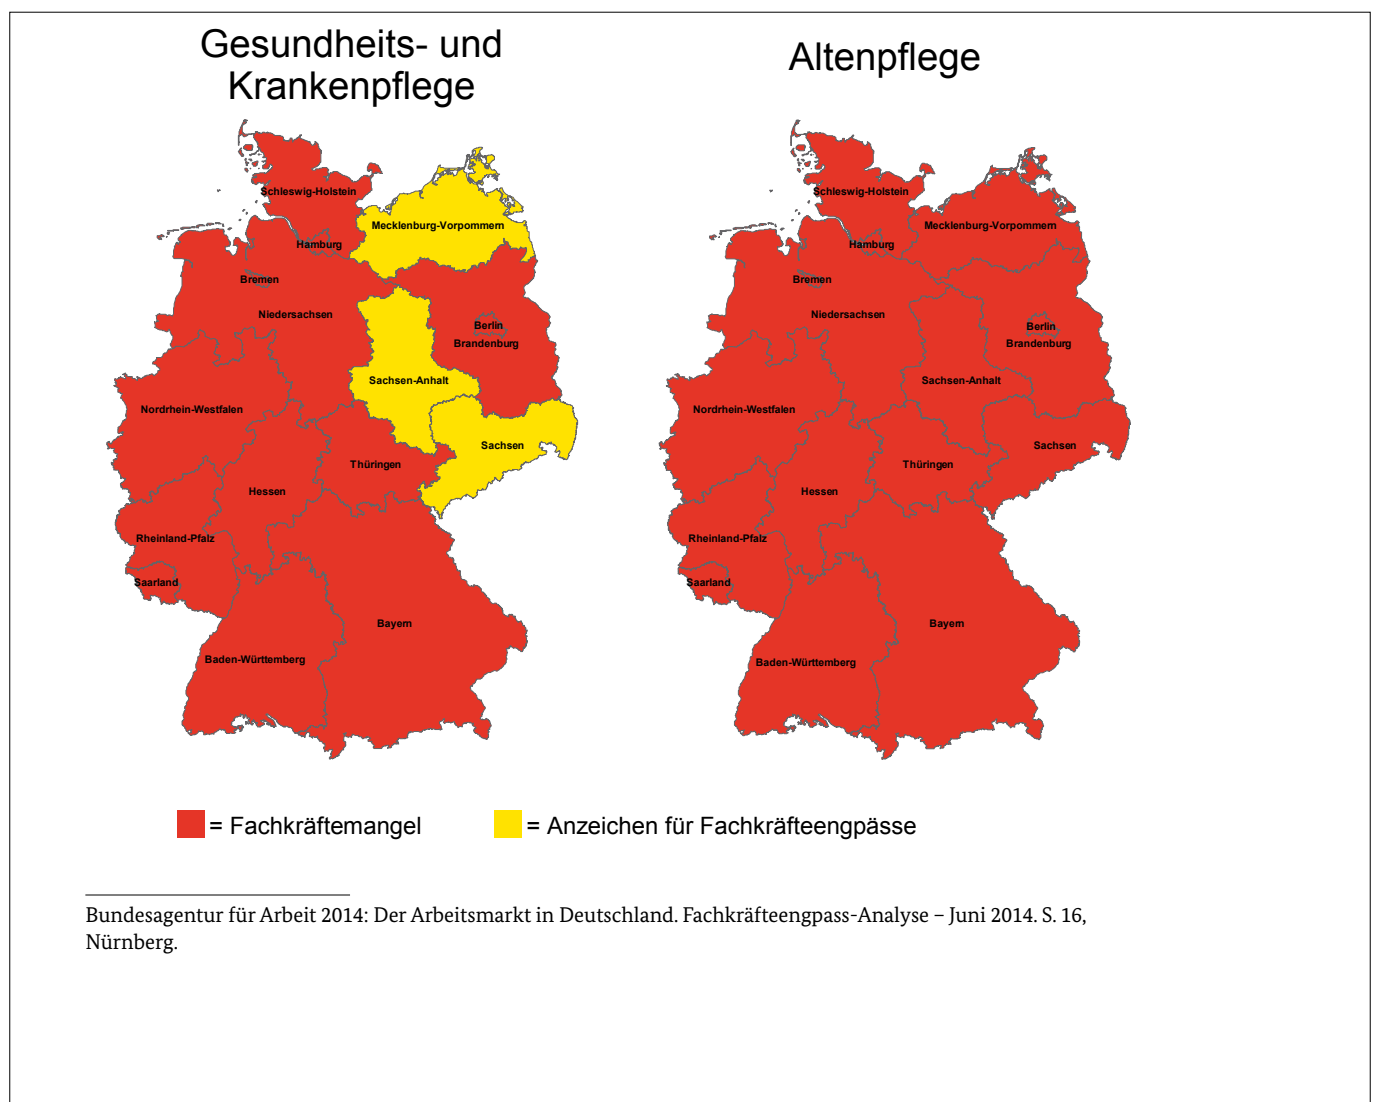 Gesundheits- und
Krankenpflege
Schleswig-Holstein
Mecklenburg-Vorpommern
Hamburg
Bremen
Niedersachsen
Berlin
Brandenburg
Sachsen-Anhalt
Nordrhein-Westfalen
Sachsen
Thüringen
Hessen
Rheinland-Pfalz
Saarland
Bayern
Baden-Württemberg
Altenpflege
Schleswig-Holstein
Mecklenburg-Vorpommern
Hamburg
Bremen
Niedersachsen
Berlin
Brandenburg
Sachsen-Anhalt
Nordrhein-Westfalen
Sachsen
Thüringen
Hessen
Rheinland-Pfalz
Saarland
Bayern
Baden-Württemberg
= Fachkräftemangel
= Anzeichen für Fachkräfteengpässe
Bundesagentur für Arbeit 2014: Der Arbeitsmarkt in Deutschland. Fachkräfteengpass-Analyse – Juni 2014. S. 16,
Nürnberg.